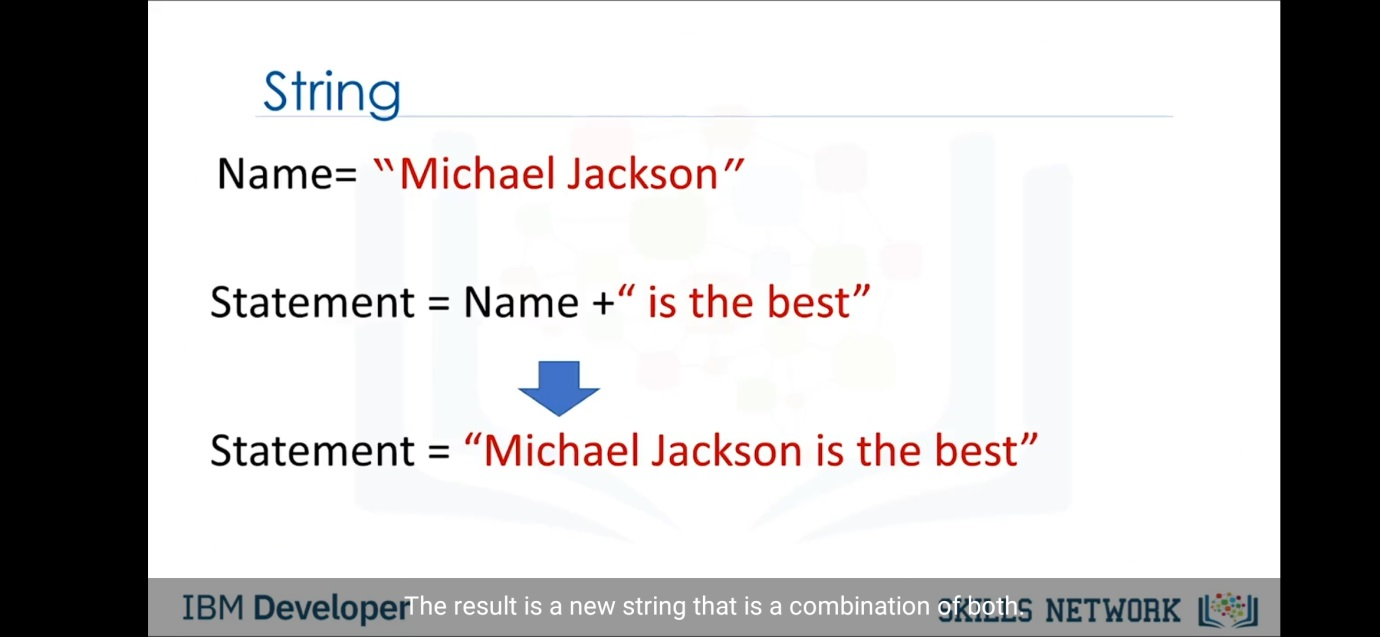 String
Name= “Michael Jackson”
Statement = Name +“ is the best”
Statement = “Michael Jackson is the best”
IBM Developer
The result is a new string that is a combination of both.
SKILLS NETWORK